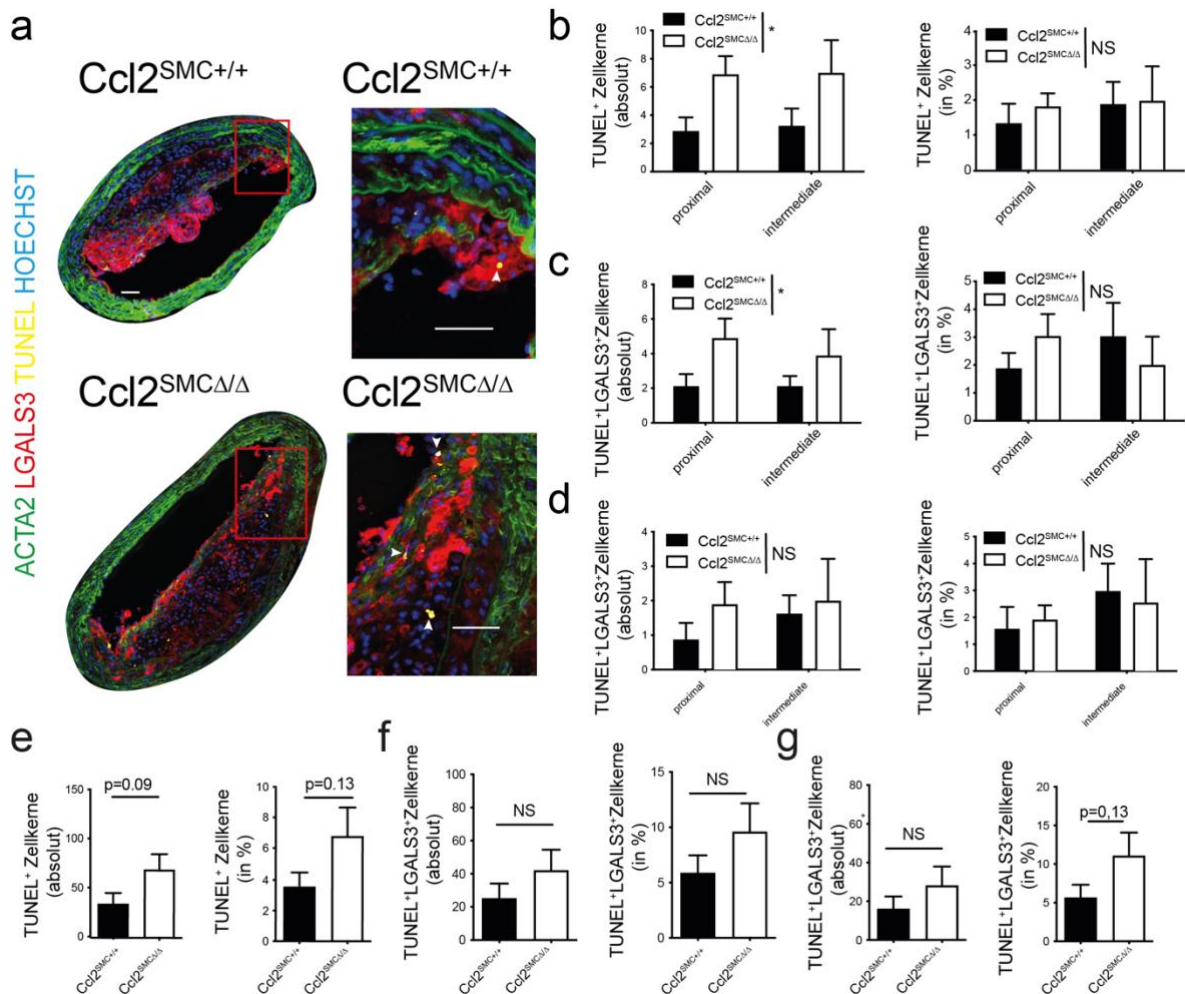 a
Ccl2SMC+/+
Ccl2SMC+/+
ACTA2 LGALS3 TUNEL HOECHST
Ccl2SMCΔ/Δ
Ccl2SMCΔ/Δ
b
TUNEL+ Zellkerne
(absolut)
10
8
6
4
2
0
Ccl2SMC+/+
Ccl2SMCΔ/Δ
*
proximal
intermediate
TUNEL+ Zellkerne
(in %)
4
3
2
1
0
Ccl2SMC+/+
Ccl2SMCΔ/Δ
NS
proximal
intermediate
c
TUNEL+LGALS3+Zellkerne
(absolut)
8
6
4
2
0
Ccl2SMC+/+
Ccl2SMCΔ/Δ
*
proximal
intermediate
TUNEL+LGALS3+Zellkerne
(in %)
5
4
3
2
1
0
Ccl2SMC+/+
Ccl2SMCΔ/Δ
NS
proximal
intermediate
d
TUNEL+LGALS3+Zellkerne
(absolut)
4
3
2
1
0
Ccl2SMC+/+
Ccl2SMCΔ/Δ
NS
proximal
intermediate
TUNEL+LGALS3+Zellkerne
(in %)
5
4
3
2
1
0
Ccl2SMC+/+
Ccl2SMCΔ/Δ
NS
proximal
intermediate
e
TUNEL+ Zellkerne
(absolut)
150
100
50
0
p=0.09
Ccl2SMC+/+
Ccl2SMCΔ/Δ
TUNEL+ Zellkerne
(in %)
10
8
6
4
2
0
p=0.13
Ccl2SMC+/+
Ccl2SMCΔ/Δ
f
TUNEL+LGALS3+Zellkerne
(absolut)
100
80
60
40
20
0
NS
Ccl2SMC+/+
Ccl2SMCΔ/Δ
TUNEL+LGALS3+Zellkerne
(in %)
15
10
5
0
NS
Ccl2SMC+/+
Ccl2SMCΔ/Δ
g
TUNEL+LGALS3+Zellkerne
(absolut)
80
60
40
20
0
NS
Ccl2SMC+/+
Ccl2SMCΔ/Δ
TUNEL+LGALS3+Zellkerne
(in %)
20
15
10
5
0
p=0,13
Ccl2SMC+/+
Ccl2SMCΔ/Δ